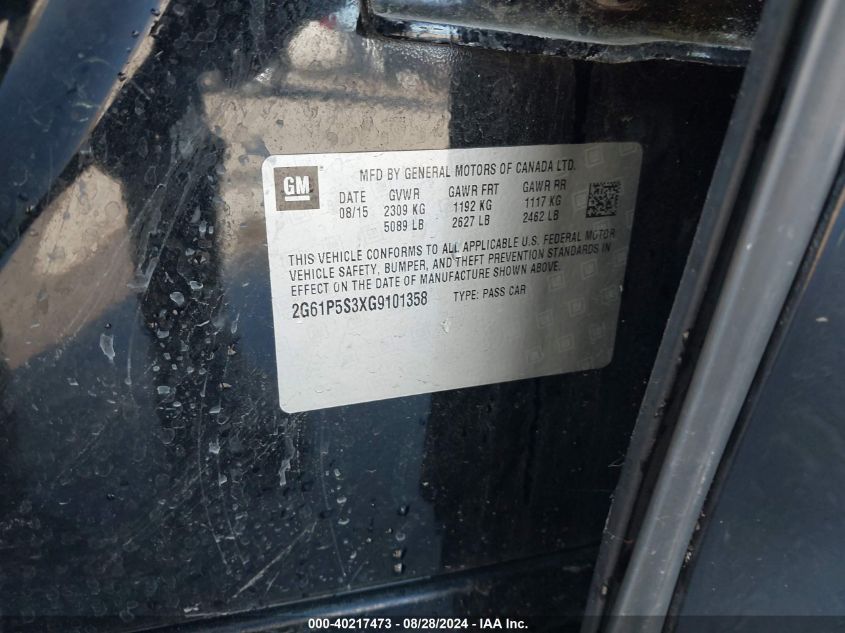 GM
MFD BY GENERAL MOTORS OF CANADA LTD.
DATE GVWR GAWR FRT GAWR RR
08/15 2309 KG 1192 KG 1117 KG
5089 LB 2627 LB 2462 LB
THIS VEHICLE CONFORMS TO ALL APPLICABLE U.S. FEDERAL MOTOR
VEHICLE SAFETY, BUMPER, AND THEFT PREVENTION STANDARDS IN
EFFECT ON THE DATE OF MANUFACTURE SHOWN ABOVE.
2G61P5S3XG9101358 TYPE: PASS CAR
000-40217473 - 08/28/2024 - IAA Inc.